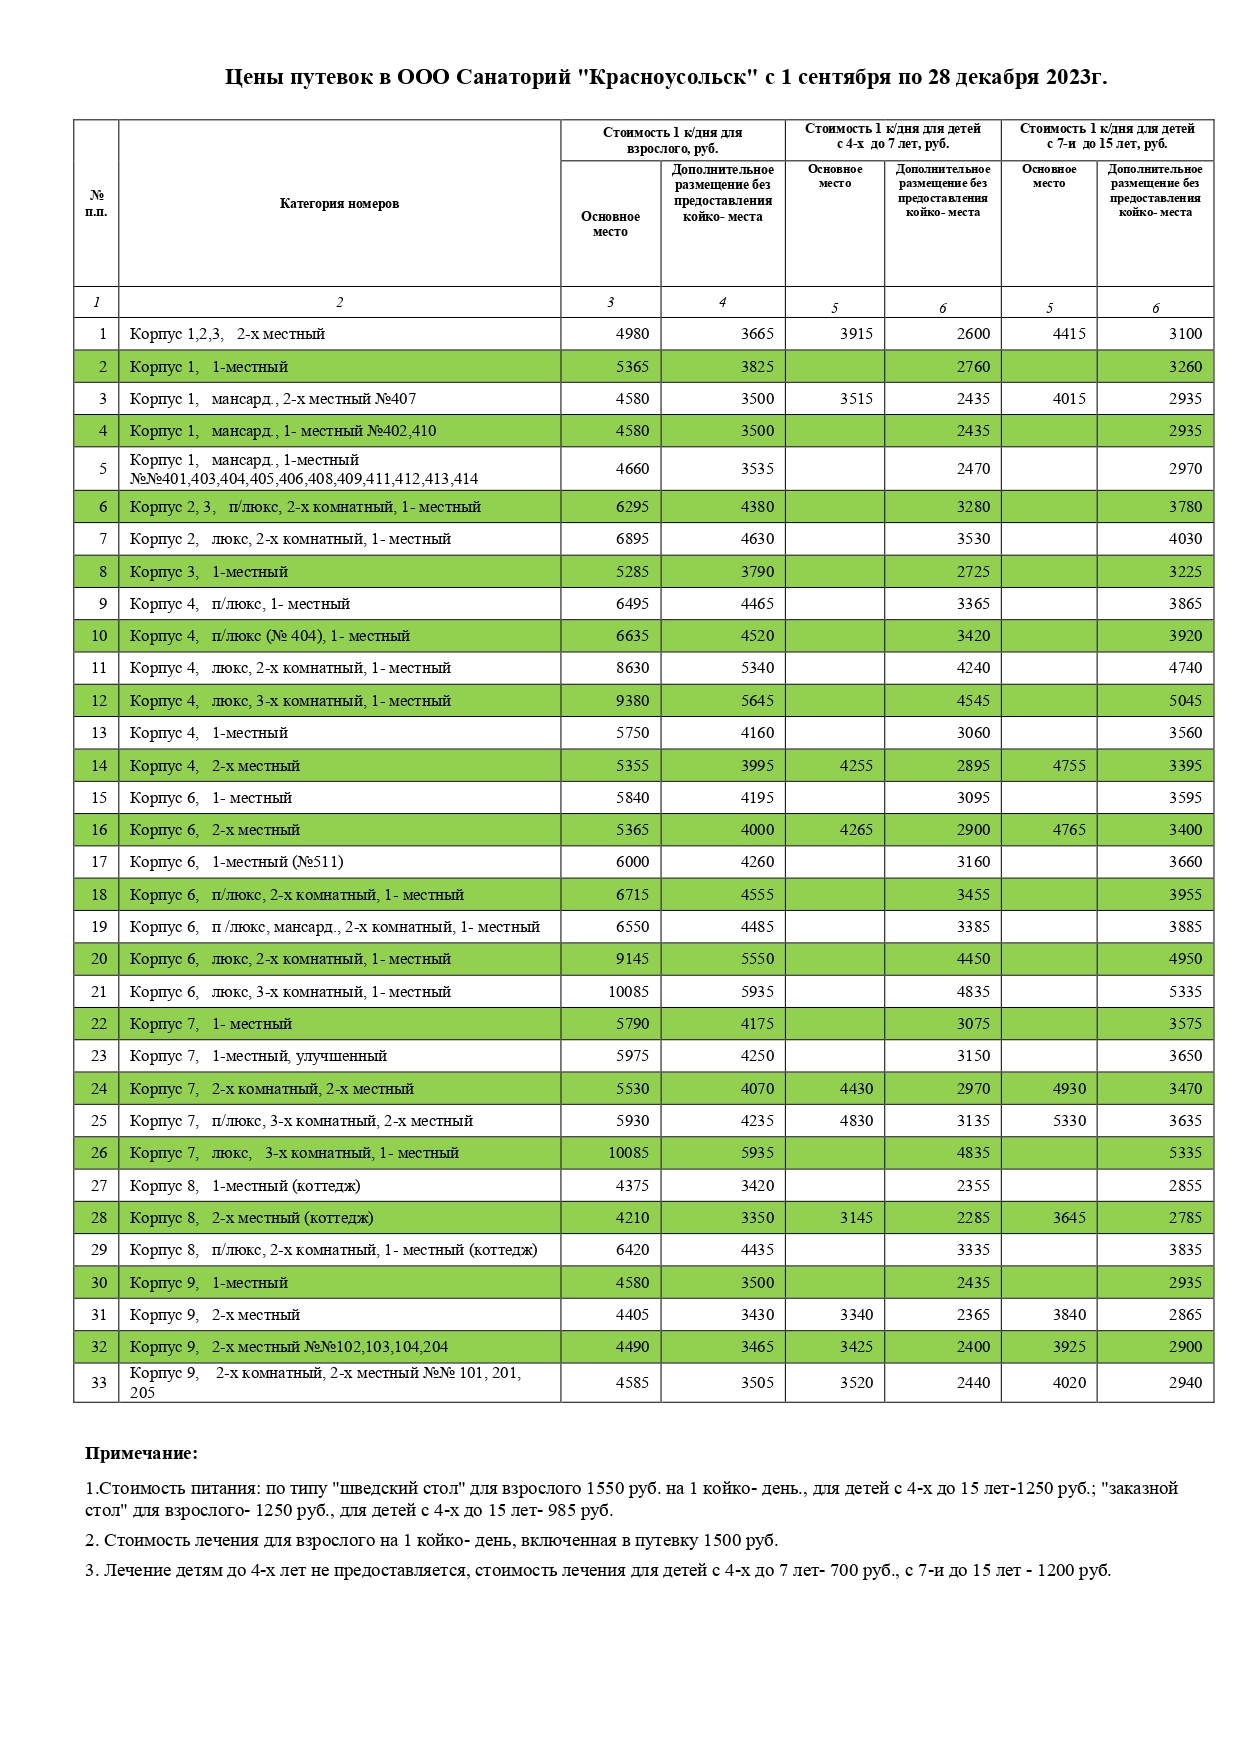 Цены путевок в ООО Санаторий "Красноусольск" с 1 сентября по 28 декабря 2023г.
№ п.п.
Категория номеров
Стоимость 1 к/дня для взрослого, руб.
Стоимость 1 к/дня для детей с 4-х до 7 лет, руб.
Стоимость 1 к/дня для детей с 7-и до 15 лет, руб.
Основное место
Дополнительное размещение без предоставления койко- места
Основное место
Дополнительное размещение без предоставления койко- места
Основное место
Дополнительное размещение без предоставления койко- места
1 2 3 4 5 6 5 6
1 Корпус 1,2,3, 2-х местный 4980 3665 3915 2600 4415 3100
2 Корпус 1, 1-местный 5365 3825 2760 3260
3 Корпус 1, мансард., 2-х местный №407 4580 3500 3515 2435 4015 2935
4 Корпус 1, мансард., 1- местный №402,410 4580 3500 2435 2935
5 Корпус 1, мансард., 1-местный
№№401,403,404,405,406,408,409,411,412,413,414 4660 3535 2470 2970
6 Корпус 2, 3, п/люкс, 2-х комнатный, 1- местный 6295 4380 3280 3780
7 Корпус 2, люкс, 2-х комнатный, 1- местный 6895 4630 3530 4030
8 Корпус 3, 1-местный 5285 3790 2725 3225
9 Корпус 4, п/люкс, 1- местный 6495 4465 3365 3865
10 Корпус 4, п/люкс (№ 404), 1- местный 6635 4520 3420 3920
11 Корпус 4, люкс, 2-х комнатный, 1- местный 8630 5340 4240 4740
12 Корпус 4, люкс, 3-х комнатный, 1- местный 9380 5645 4545 5045
13 Корпус 4, 1-местный 5750 4160 3060 3560
14 Корпус 4, 2-х местный 5355 3995 4255 2895 4755 3395
15 Корпус 6, 1- местный 5840 4195 3095 3595
16 Корпус 6, 2-х местный 5365 4000 4265 2900 4765 3400
17 Корпус 6, 1-местный (№511) 6000 4260 3160 3660
18 Корпус 6, п/люкс, 2-х комнатный, 1- местный 6715 4555 3455 3955
19 Корпус 6, п /люкс, мансард., 2-х комнатный, 1- местный 6550 4485 3385 3885
20 Корпус 6, люкс, 2-х комнатный, 1- местный 9145 5550 4450 4950
21 Корпус 6, люкс, 3-х комнатный, 1- местный 10085 5935 4835 5335
22 Корпус 7, 1- местный 5790 4175 3075 3575
23 Корпус 7, 1-местный, улучшенный 5975 4250 3150 3650
24 Корпус 7, 2-х комнатный, 2-х местный 5530 4070 4430 2970 4930 3470
25 Корпус 7, п/люкс, 3-х комнатный, 2-х местный 5930 4235 4830 3135 5330 3635
26 Корпус 7, люкс, 3-х комнатный, 1- местный 10085 5935 4835 5335
27 Корпус 8, 1-местный (коттедж) 4375 3420 2355 2855
28 Корпус 8, 2-х местный (коттедж) 4210 3350 3145 2285 3645 2785
29 Корпус 8, п/люкс, 2-х комнатный, 1- местный (коттедж) 6420 4435 3335 3835
30 Корпус 9, 1-местный 4580 3500 2435 2935
31 Корпус 9, 2-х местный 4405 3430 3340 2365 3840 2865
32 Корпус 9, 2-х местный №№102,103,104,204 4490 3465 3425 2400 3925 2900
33 Корпус 9, 2-х комнатный, 2-х местный №№ 101, 201,
205 4585 3505 3520 2440 4020 2940
Примечание:
1.Стоимость питания: по типу "шведский стол" для взрослого 1550 руб. на 1 койко- день., для детей с 4-х до 15 лет-1250 руб.; "заказной
стол" для взрослого- 1250 руб., для детей с 4-х до 15 лет- 985 руб.
2. Стоимость лечения для взрослого на 1 койко- день, включенная в путевку 1500 руб.
3. Лечение детям до 4-х лет не предоставляется, стоимость лечения для детей с 4-х до 7 лет- 700 руб., с 7-и до 15 лет - 1200 руб.